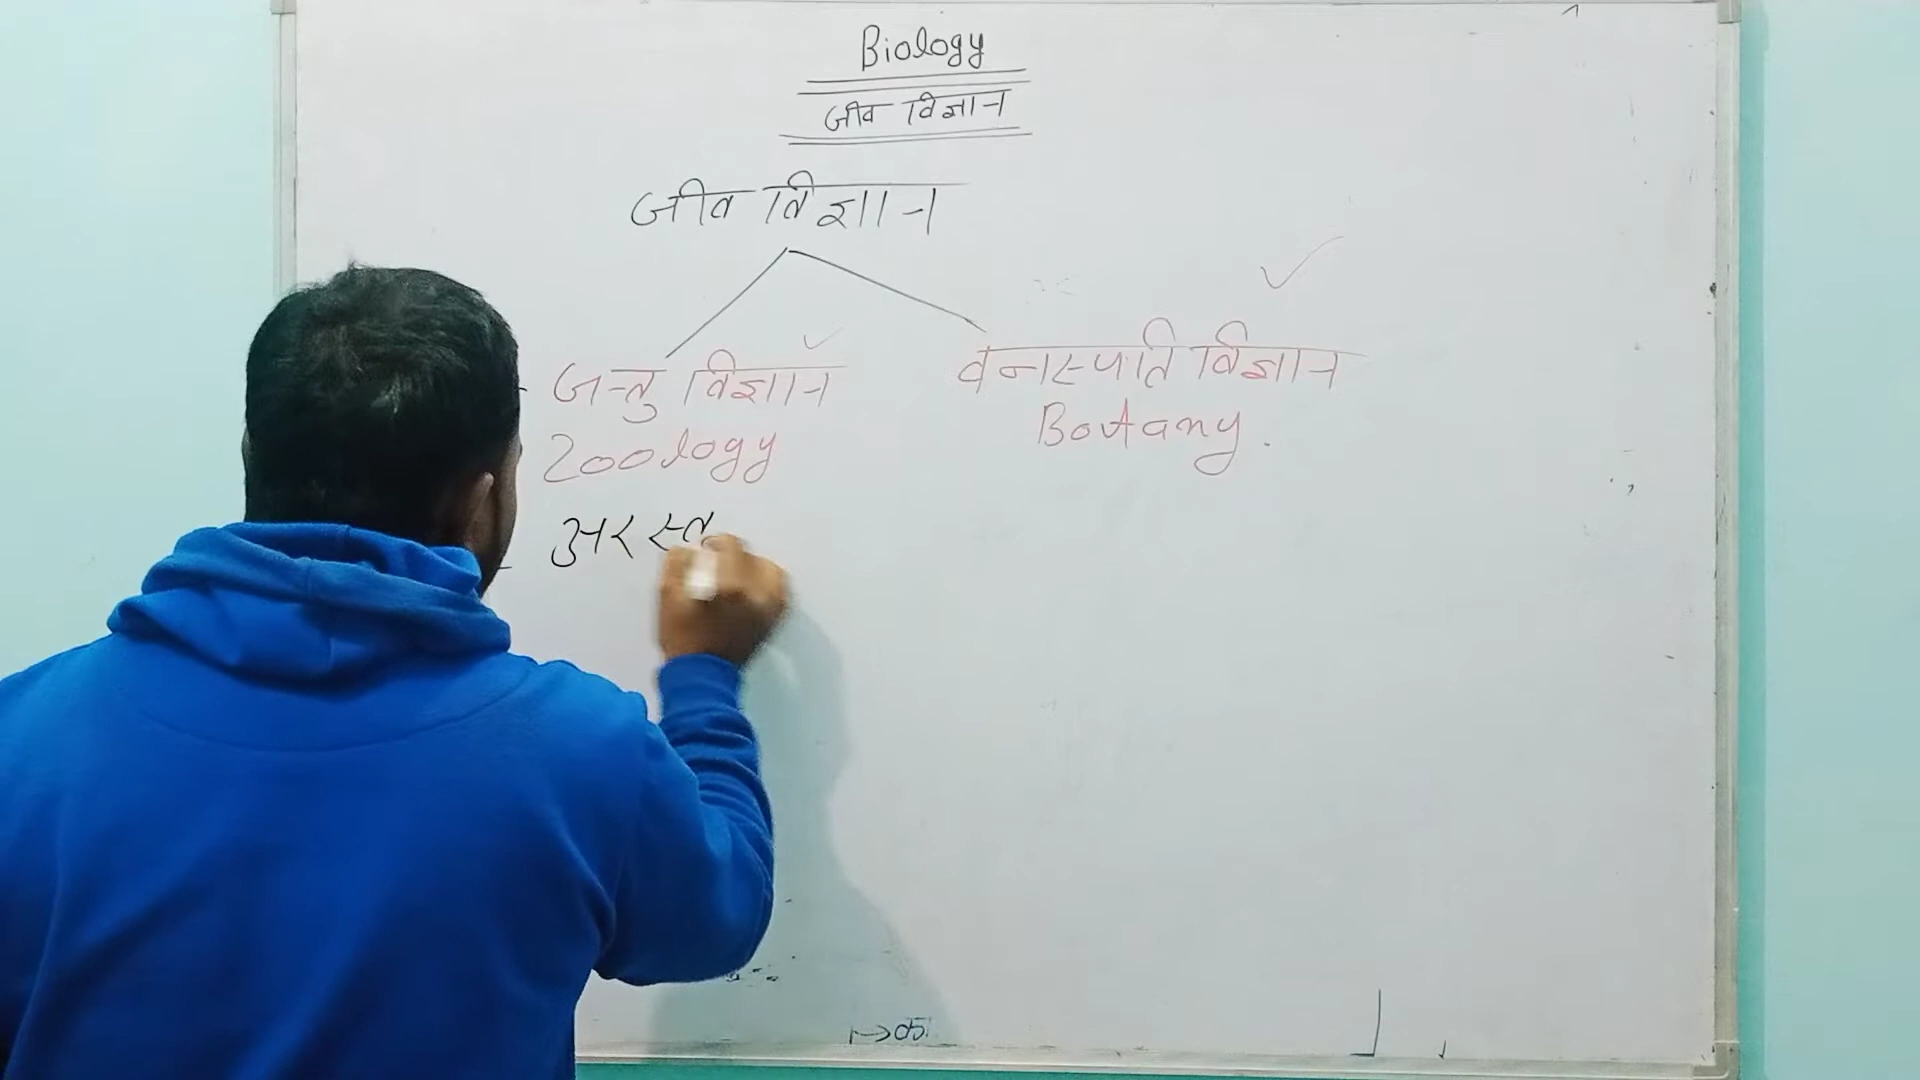 Biology
जीव विज्ञान
जीव विज्ञान
जन्तु विज्ञान
Zoology
वनस्पति विज्ञान
Botany.
अरस्तु